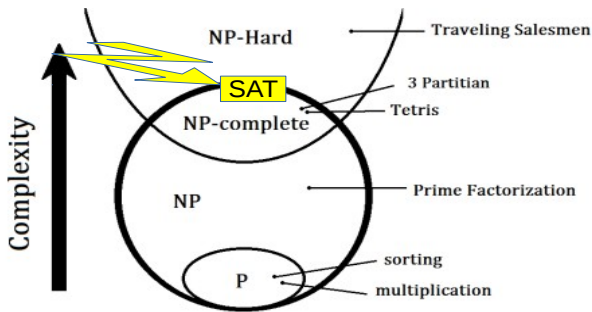 NP-Hard
Traveling Salesmen
SAT
3 Partitian
Tetris
NP-complete
Complexity
Prime Factorization
NP
sorting
P
multiplication